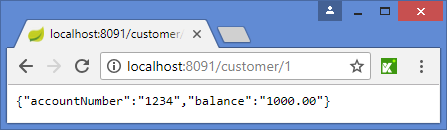 localhost:8091/customer/
localhost:8091/customer/1
{"accountNumber":"1234","balance":"1000.00"}